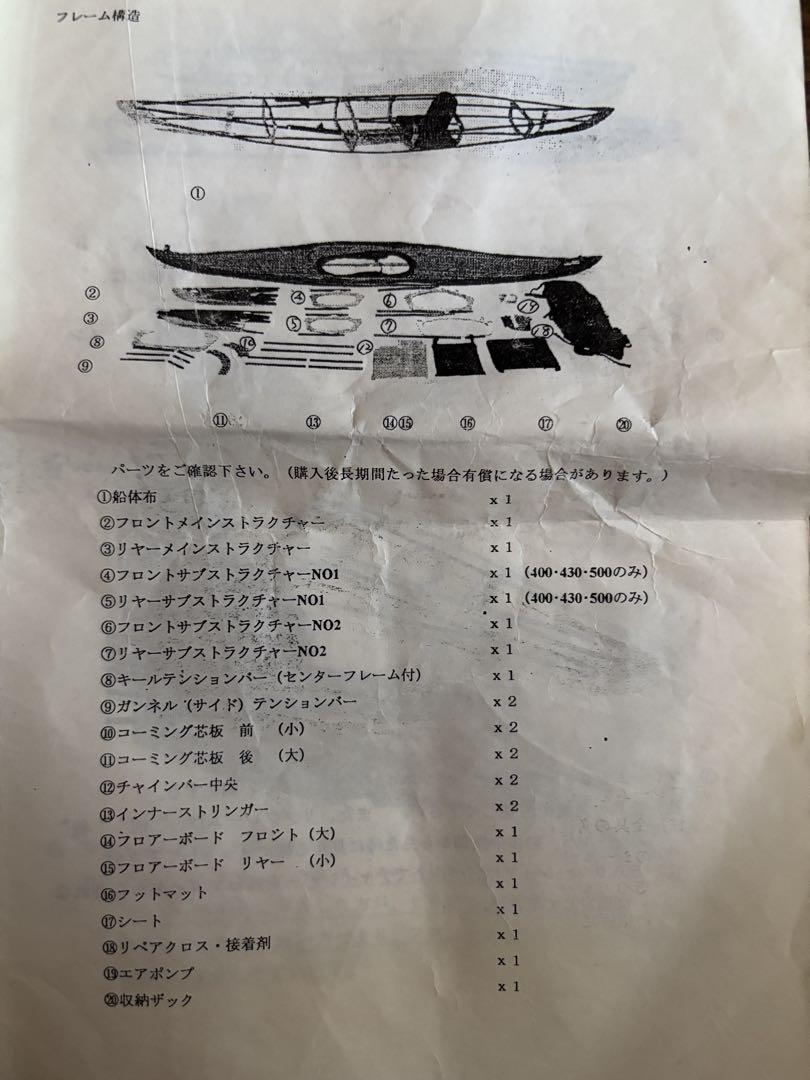 フレーム構造
①
②
④
⑥
⑲
③
⑤
⑦
⑱
⑧
⑩
⑫
⑨
⑪
⑬
⑭⑮
⑯
⑰
⑳
パーツをご確認下さい。(購入後長期間たった場合有償になる場合があります。)
①船体布 x 1
②フロントメインストラクチャー x 1
③リヤーメインストラクチャー x 1
④フロントサブストラクチャーNO1 x 1 (400・430・500のみ)
⑤リヤーサブストラクチャーNO1 x 1 (400・430・500のみ)
⑥フロントサブストラクチャーNO2 x 1
⑦リヤーサブストラクチャーNO2 x 1
⑧キールテンションバー(センターフレーム付) x 1
⑨ガンネル(サイド)テンションバー x 2
⑩コーミング芯板 前 (小) x 2
⑪コーミング芯板 後 (大) x 2
⑫チャインバー中央 x 2
⑬インナーストリンガー x 2
⑭フロアーボード フロント(大) x 1
⑮フロアーボード リヤー (小) x 1
⑯フットマット x 1
⑰シート x 1
⑱リペアクロス・接着剤 x 1
⑲エアポンプ x 1
⑳収納ザック x 1